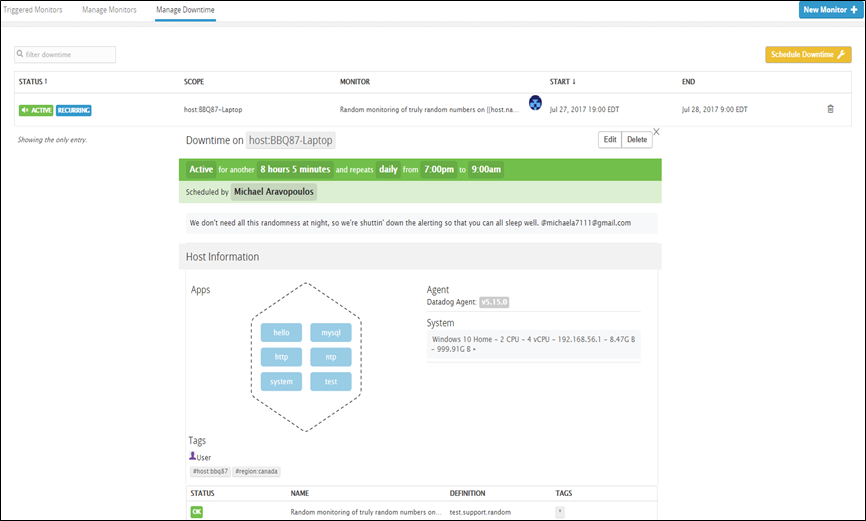 Triggered Monitors Manage Monitors Manage Downtime New Monitor +
filter downtime Schedule Downtime
STATUS ↑ SCOPE MONITOR START ↓ END
ACTIVE RECURRING host:BBQ87-Laptop Random monitoring of truly random numbers on {{host.na... Jul 27, 2017 19:00 EDT Jul 28, 2017 9:00 EDT
Showing the only entry.
Downtime on host:BBQ87-Laptop Edit Delete X
Active for another 8 hours 5 minutes and repeats daily from 7:00pm to 9:00am
Scheduled by Michael Aravopoulos
We don't need all this randomness at night, so we're shuttin' down the alerting so that you can all sleep well. @michaela7111@gmail.com
Host Information
Apps
hello mysql
http ntp
system test
Agent
Datadog Agent: v5.15.0
System
Windows 10 Home - 2 CPU - 4 vCPU - 192.168.56.1 - 8.47G B
- 999.91G B •
Tags
User
#host:bbq87 #region:canada
STATUS NAME DEFINITION TAGS
OK Random monitoring of truly random numbers on... test.support.random *